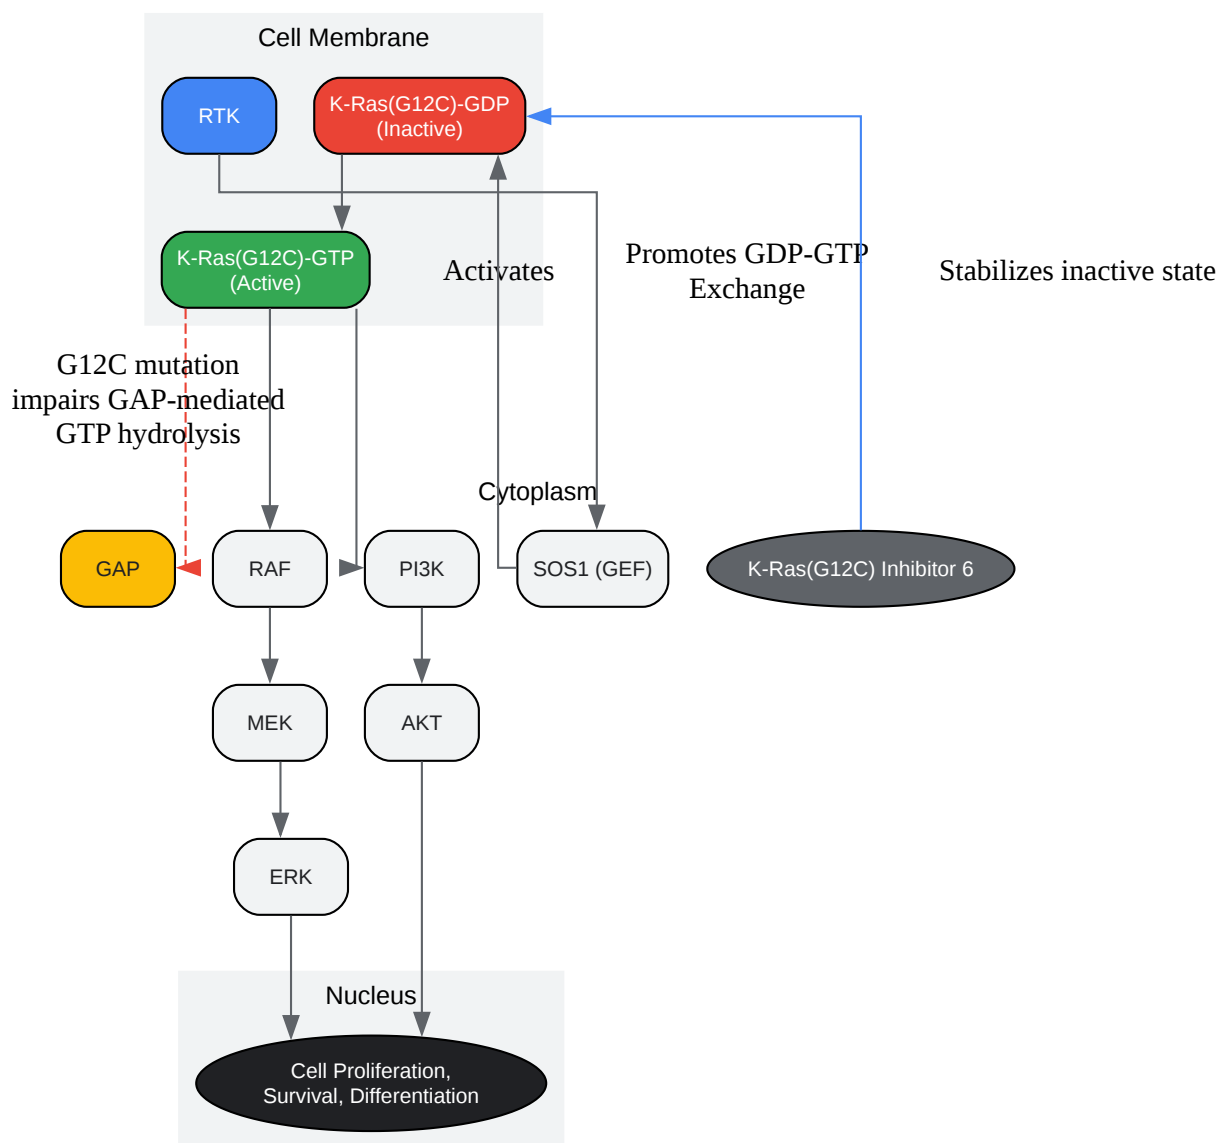 Cell Membrane
RTK
K-Ras(G12C)-GDP
(Inactive)
K-Ras(G12C)-GTP
(Active)
Activates
Promotes GDP-GTP
Exchange
Stabilizes inactive state
G12C mutation
impairs GAP-mediated
GTP hydrolysis
Cytoplasm
GAP
RAF
PI3K
SOS1 (GEF)
K-Ras(G12C) Inhibitor 6
MEK
AKT
ERK
Nucleus
Cell Proliferation,
Survival, Differentiation